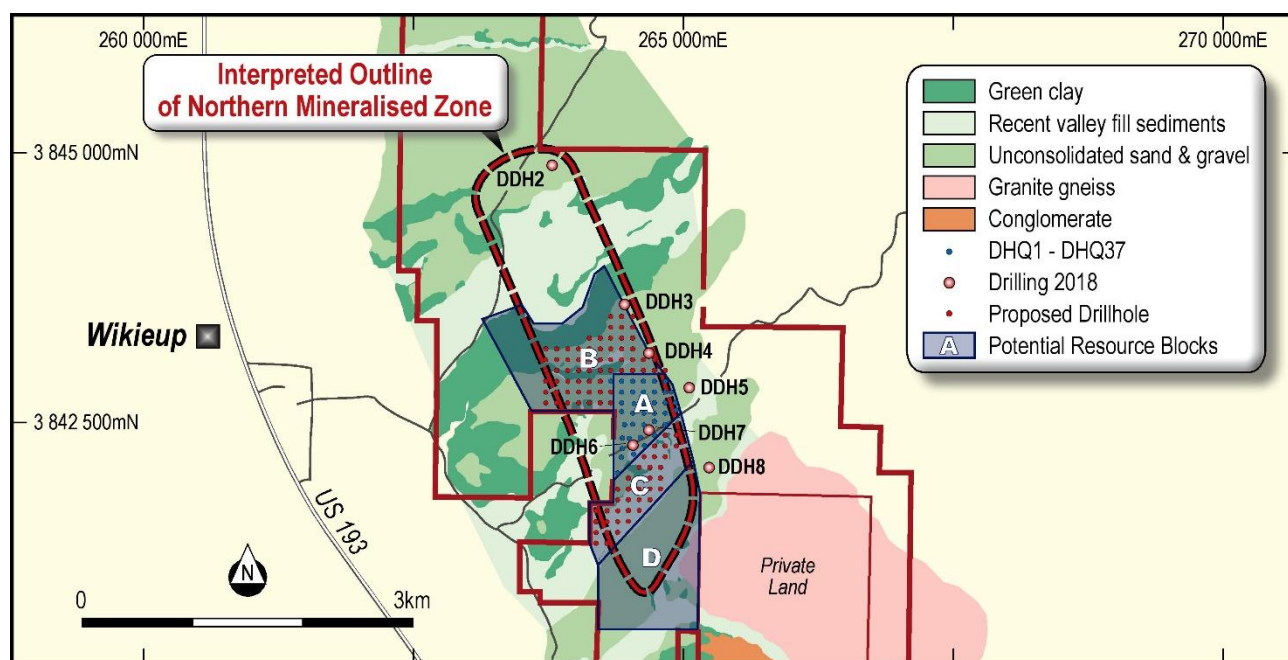 260 000mE
265 000mE
270 000mE
Interpreted Outline
of Northern Mineralised Zone
Green clay
Recent valley fill sediments
Unconsolidated sand & gravel
Granite gneiss
Conglomerate
DHQ1 - DHQ37
Drilling 2018
Proposed Drillhole
A Potential Resource Blocks
3 845 000mN
DDH2
DDH3
Wikieup
DDH4
B
DDH5
A
3 842 500mN
DDH7
DDH6
DDH8
C
US 193
D
Private
Land
N
0
3km